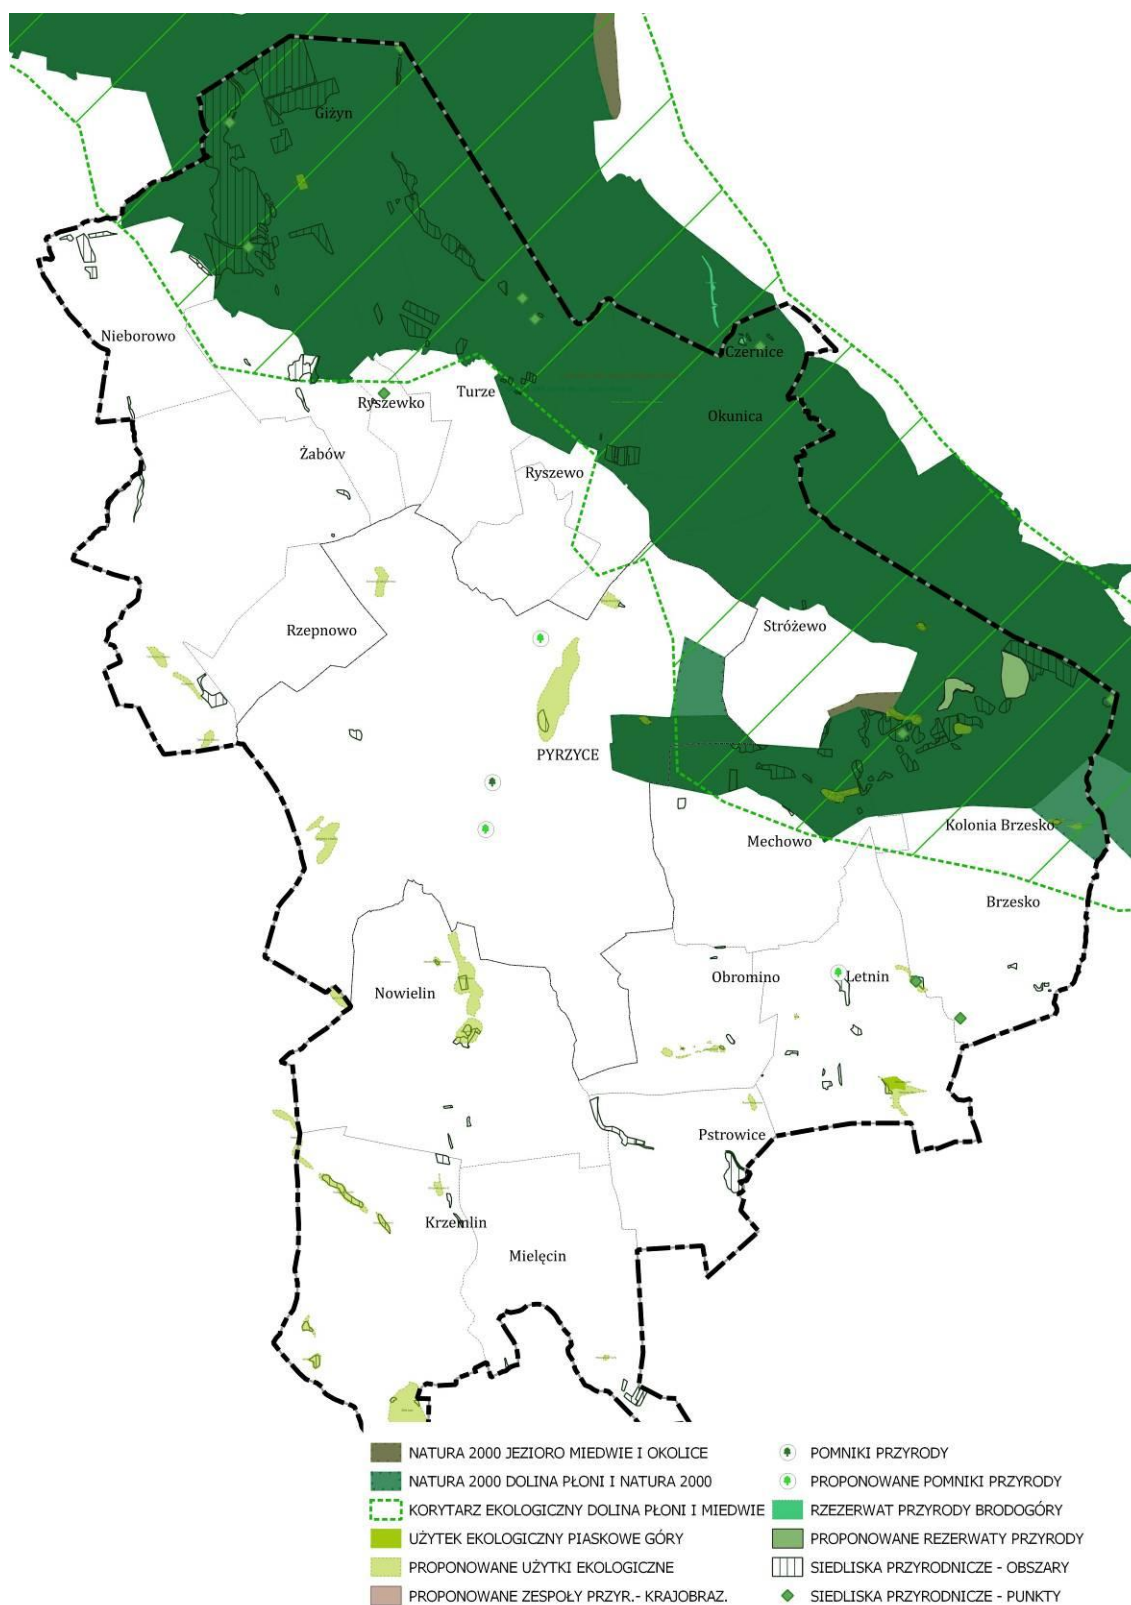 Giżyn
Nieborowo
Czernice
Ryszewko
Turze
Okunica
Żabów
Ryszewo
Rzepnowo
Stróżewo
PYRZYCE
Kolonia Brzesko
Mechowo
Brzesko
Nowielin
Obromino
Letnin
Pstrowice
Krzemlin
Mielęcin
NATURA 2000 JEZIORO MIEDWIE I OKOLICE
NATURA 2000 DOLINA PŁONI I NATURA 2000
KORYTARZ EKOLOGICZNY DOLINA PŁONI I MIEDWIE
UŻYTEK EKOLOGICZNY PIASKOWE GÓRY
PROPONOWANE UŻYTKI EKOLOGICZNE
PROPONOWANE ZESPOŁY PRZYR.- KRAJOBRAZ.
POMNIKI PRZYRODY
PROPONOWANE POMNIKI PRZYRODY
RZEZERWAT PRZYRODY BRODOGÓRY
PROPONOWANE REZERWATY PRZYRODY
SIEDLISKA PRZYRODNICZE - OBSZARY
SIEDLISKA PRZYRODNICZE - PUNKTY